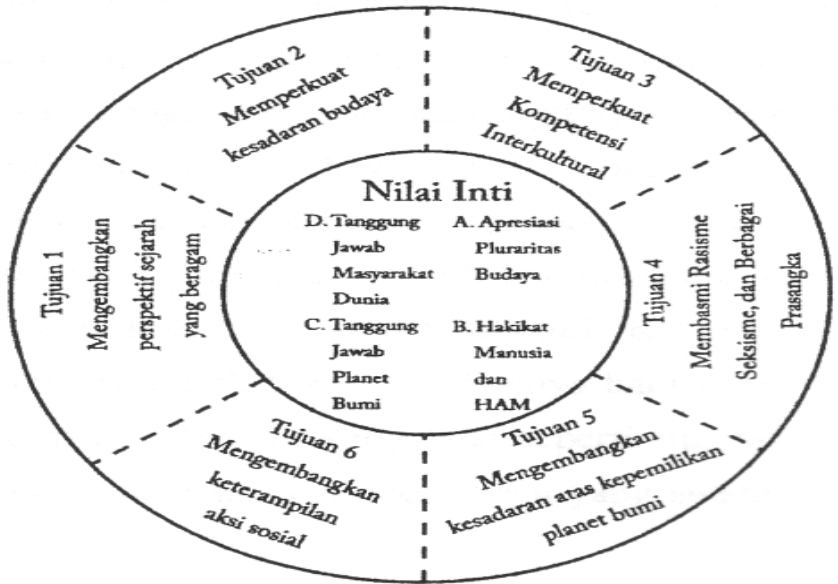 Tujuan 1
Mengembangkan
perspektif sejarah
yang beragam
Tujuan 2
Memperkuat
kesadaran budaya
Tujuan 3
Memperkuat
Kompetensi
Interkultural
Tujuan 4
Membasmi Rasisme
Seksisme, dan Berbagai
Prasangka
Tujuan 5
Mengembangkan
kesadaran atas kepemilikan
planet bumi
Tujuan 6
Mengembangkan
keterampilan
aksi sosial
Nilai Inti
D. Tanggung
Jawab
Masyarakat
Dunia
A. Apresiasi
Pluraritas
Budaya
C. Tanggung
Jawab
Planet
Bumi
B. Hakikat
Manusia
dan
HAM